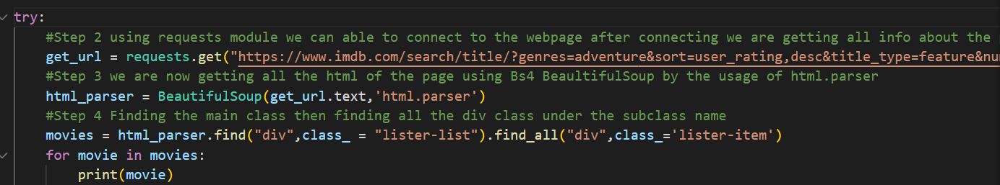 try:
#Step 2 using requests module we can able to connect to the webpage after connecting we are getting all info about the
get_url = requests.get("https://www.imdb.com/search/title/?genres=adventure&sort=user_rating,desc&title_type=feature&nu
#Step 3 we are now getting all the html of the page using Bs4 BeaultifulSoup by the usage of html.parser
html_parser = BeautifulSoup(get_url.text,'html.parser')
#Step 4 Finding the main class then finding all the div class under the subclass name
movies = html_parser.find("div",class_ = "lister-list").find_all("div",class_='lister-item')
for movie in movies:
print(movie)